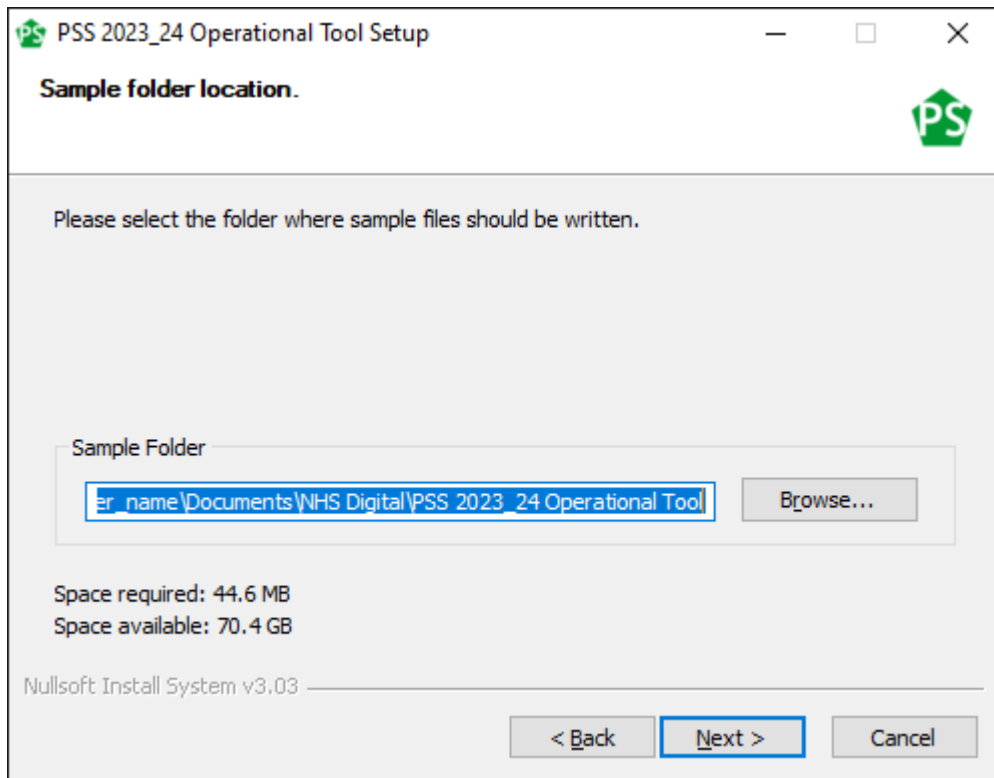 PS PSS 2023_24 Operational Tool Setup
Sample folder location.
PS
Please select the folder where sample files should be written.
Sample Folder
er_name\Documents\NHS Digital\PSS 2023_24 Operational Tool
Browse...
Space required: 44.6 MB
Space available: 70.4 GB
Nullsoft Install System v3.03
< Back
Next >
Cancel